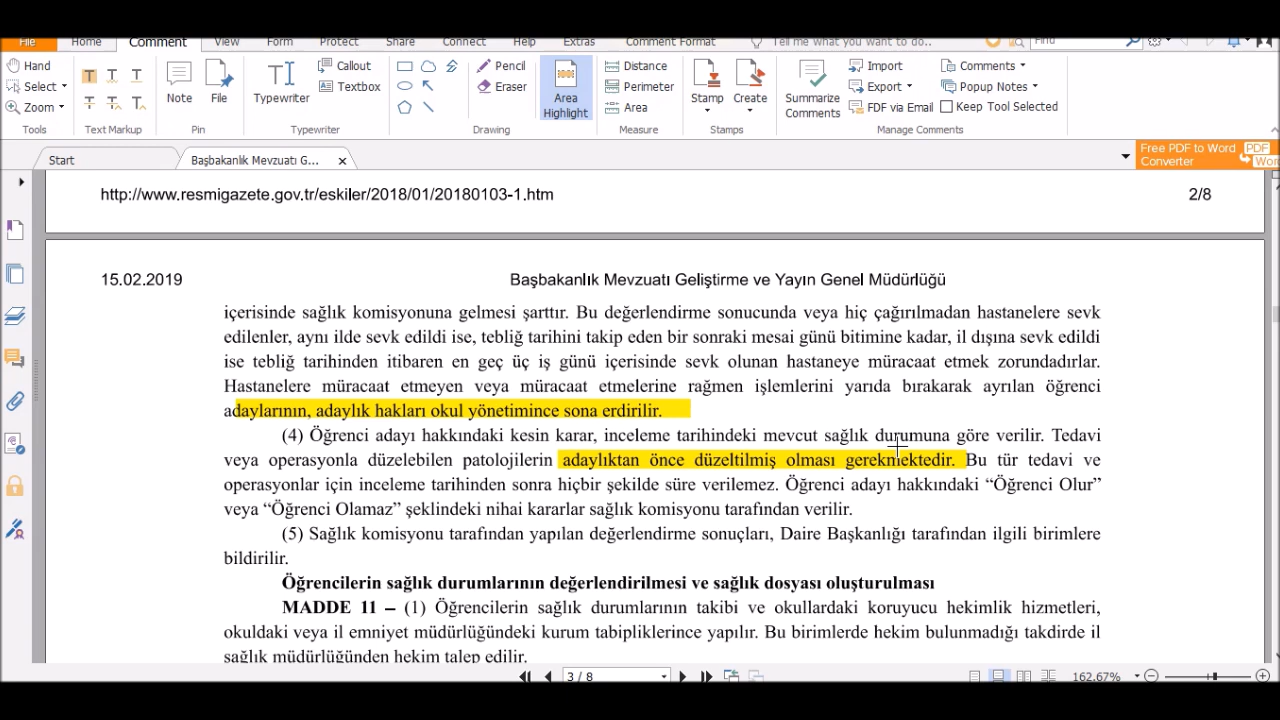 File Home Comment View Form Protect Share Connect Help Extras Comment Format Tell me what you want to do.. Find
Hand
Select
Zoom
Tools
T T T
T T T
Text Markup
Note File
Pin
Typewriter
Callout
Textbox
Typewriter
Pencil
Eraser
Area
Highlight
Drawing
Distance
Perimeter
Area
Measure
Stamp Create
Stamps
Summarize
Comments
Import
Export
FDF via Email
Comments
Popup Notes
Keep Tool Selected
Manage Comments
Start
Başbakanlık Mevzuatı G...
Free PDF to Word
Converter
PDF
Wor
http://www.resmigazete.gov.tr/eskiler/2018/01/20180103-1.htm 2/8
15.02.2019 Başbakanlık Mevzuatı Geliştirme ve Yayın Genel Müdürlüğü
içerisinde sağlık komisyonuna gelmesi şarttır. Bu değerlendirme sonucunda veya hiç çağırılmadan hastanelere sevk
edilenler, aynı ilde sevk edildi ise, tebliğ tarihini takip eden bir sonraki mesai günü bitimine kadar, il dışına sevk edildi
ise tebliğ tarihinden itibaren en geç üç iş günü içerisinde sevk olunan hastaneye müracaat etmek zorundadırlar.
Hastanelere müracaat etmeyen veya müracaat etmelerine rağmen işlemlerini yarıda bırakarak ayrılan öğrenci
adaylarının, adaylık hakları okul yönetimince sona erdirilir.
(4) Öğrenci adayı hakkındaki kesin karar, inceleme tarihindeki mevcut sağlık durumuna göre verilir. Tedavi
veya operasyonla düzelebilen patolojilerin adaylıktan önce düzeltilmiş olması gerekmektedir. Bu tür tedavi ve
operasyonlar için inceleme tarihinden sonra hiçbir şekilde süre verilemez. Öğrenci adayı hakkındaki “Öğrenci Olur”
veya “Öğrenci Olamaz” şeklindeki nihai kararlar sağlık komisyonu tarafından verilir.
(5) Sağlık komisyonu tarafından yapılan değerlendirme sonuçları, Daire Başkanlığı tarafından ilgili birimlere
bildirilir.
Öğrencilerin sağlık durumlarının değerlendirilmesi ve sağlık dosyası oluşturulması
MADDE 11 – (1) Öğrencilerin sağlık durumlarının takibi ve okullardaki koruyucu hekimlik hizmetleri,
okuldaki veya il emniyet müdürlüğündeki kurum tabipliklerince yapılır. Bu birimlerde hekim bulunmadığı takdirde il
sağlık müdürlüğünden hekim talep edilir.
3 / 8
162.67%